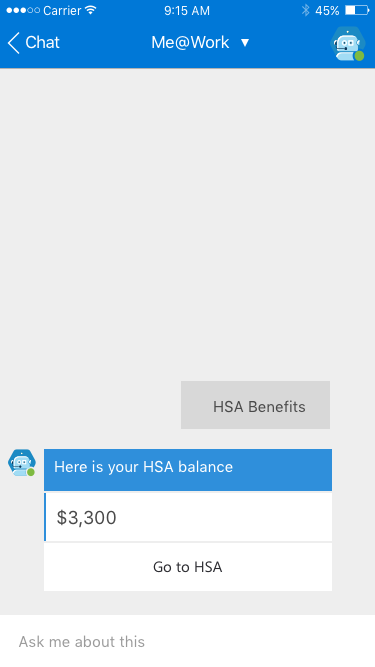 Carrier 9:15 AM 45%
Chat Me@Work ▼
HSA Benefits
Here is your HSA balance
$3,300
Go to HSA
Ask me about this